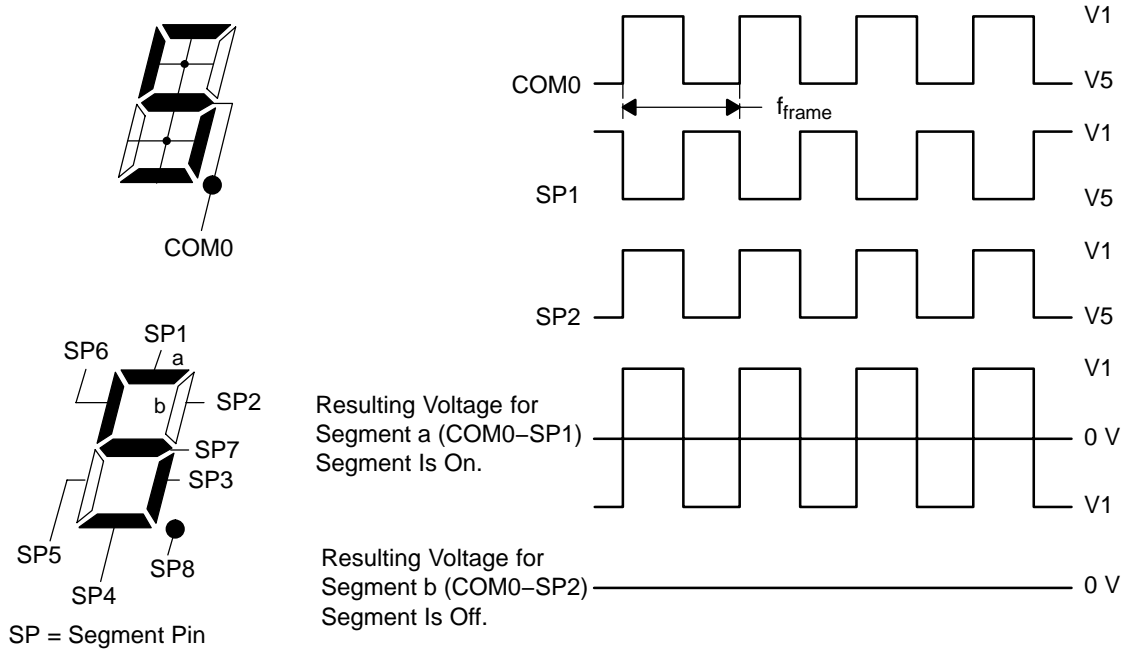 COM0
SP1
a
SP6
b
SP2
SP7
SP3
SP5
SP8
SP4
SP = Segment Pin
V1
COM0
V5
fframe
V1
SP1
V5
V1
SP2
V5
Resulting Voltage for
Segment a (COM0–SP1)
Segment Is On.
V1
0 V
V1
Resulting Voltage for
Segment b (COM0–SP2)
Segment Is Off.
0 V